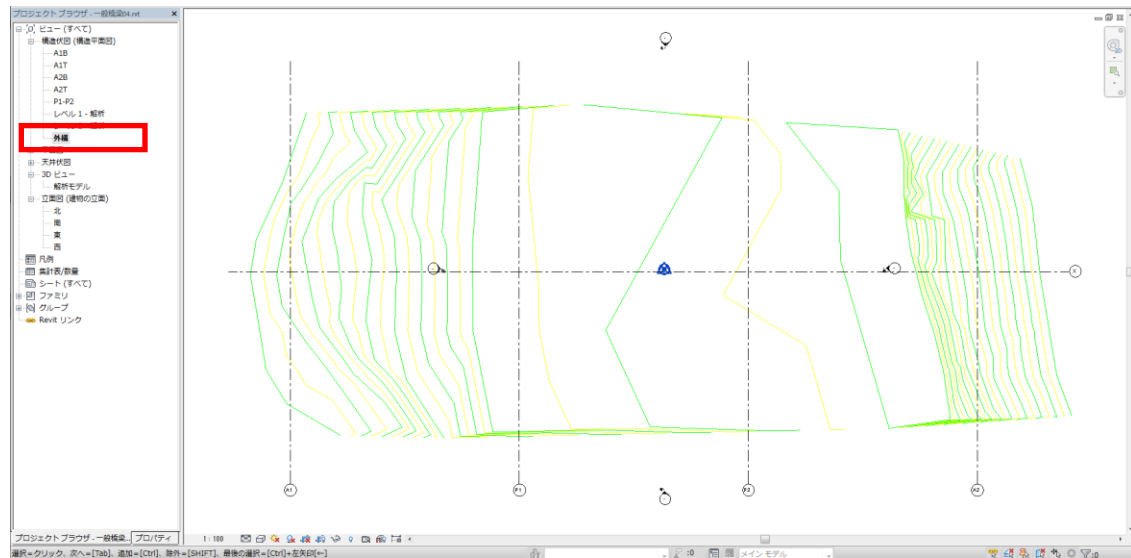 プロジェクト ブラウザ - 一般橋梁04.rvt
ビュー (すべて)
構造伏図 (構造平面図)
A1B
A1T
A2B
A2T
P1-P2
レベル 1 - 解析
外構
天井伏図
3D ビュー
解析モデル
立面図 (建物の立面)
北
南
東
西
凡例
集計表/数量
シート (すべて)
ファミリ
グループ
Revit リンク
X
A1
P1
P2
A2
プロジェクト ブラウザ - 一般橋梁...
プロパティ
1 : 100
選択=クリック、次へ=[Tab]、追加=[Ctrl]、除外=[SHIFT]、最後の選択=[Ctrl]+左矢印[←]
:0
メイン モデル
:0